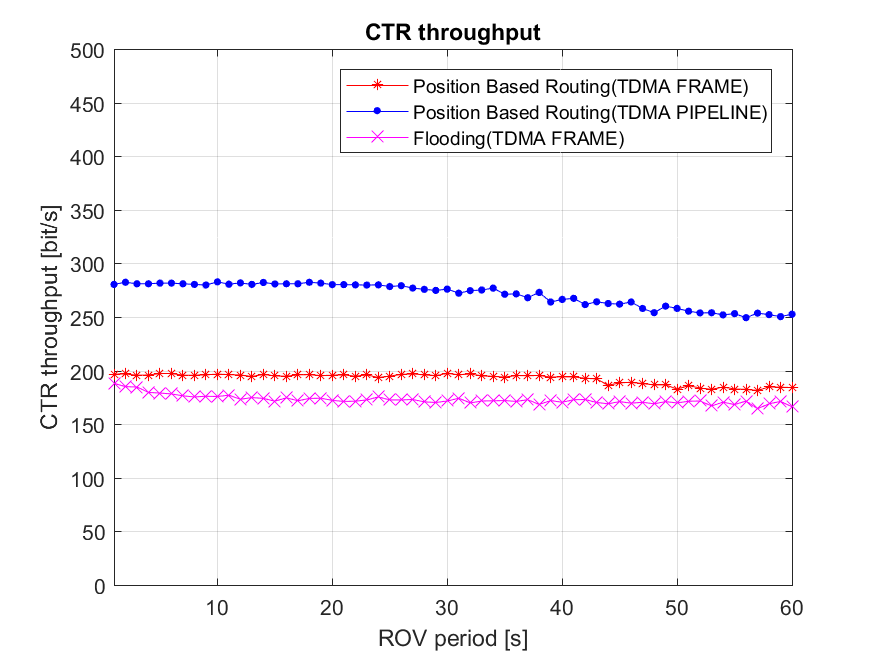 CTR throughput
500
450
400
350
300
250
200
150
100
50
0
CTR throughput [bit/s]
Position Based Routing(TDMA FRAME)
Position Based Routing(TDMA PIPELINE)
Flooding(TDMA FRAME)
10 20 30 40 50 60
ROV period [s]